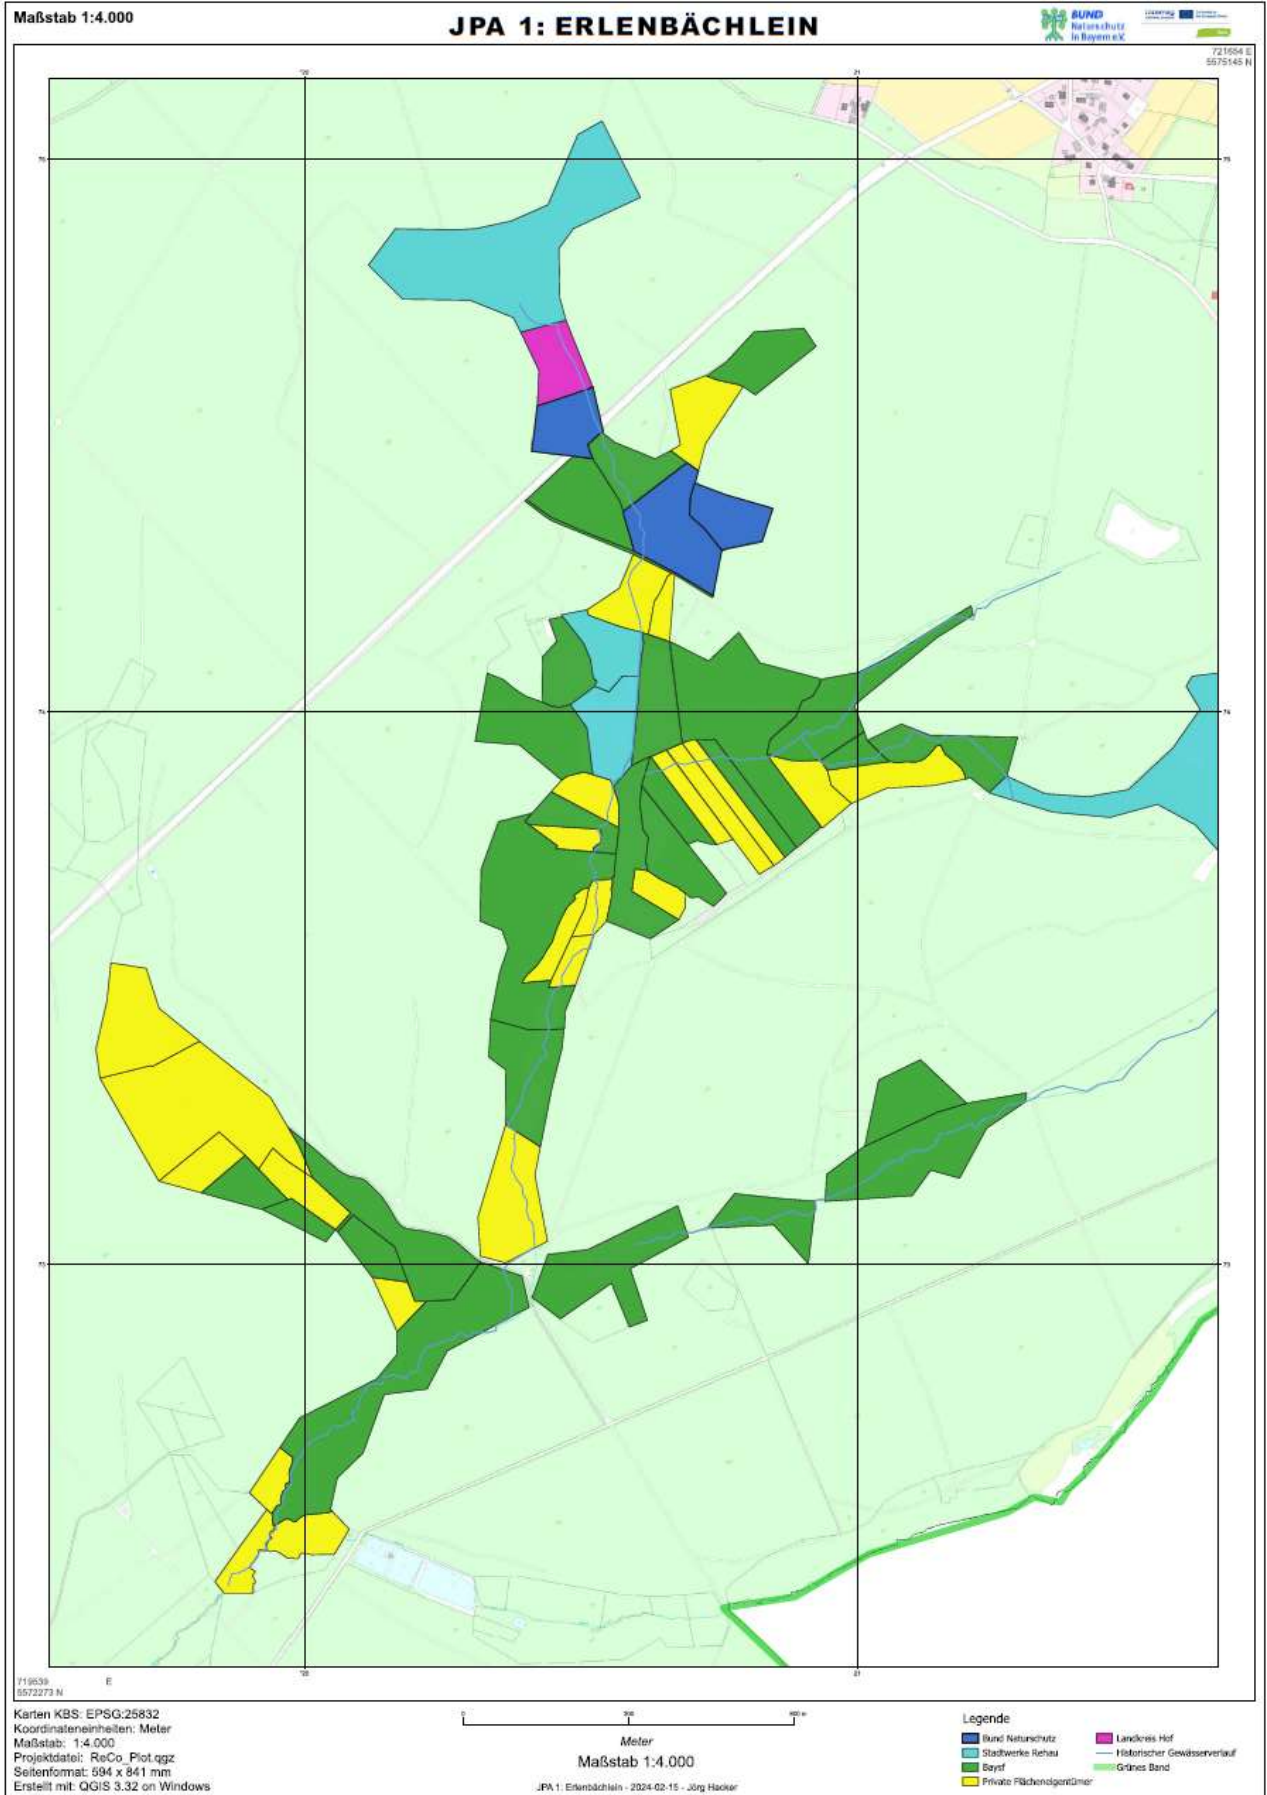 Maßstab 1:4.000
JPA 1: ERLENBÄCHLEIN
BUND
Naturschutz
in Bayern e.V.
721654 E
5575145 N
719539 E
5572273 N
Karten KBS: EPSG:25832
Koordinateneinheiten: Meter
Maßstab: 1:4.000
Projektdatei: ReCo_Plot.qgz
Seitenformat: 594 x 841 mm
Erstellt mit: QGIS 3.32 on Windows
0
Meter
Maßstab 1:4.000
JPA 1: Erlenbächlein - 2024-02-15 - Jörg Hacker
Legende
Bund Naturschutz
Stadtwerke Rehau
Baysf
Private Flächeneigentümer
Landkreis Hof
Historischer Gewässerverlauf
Grünes Band